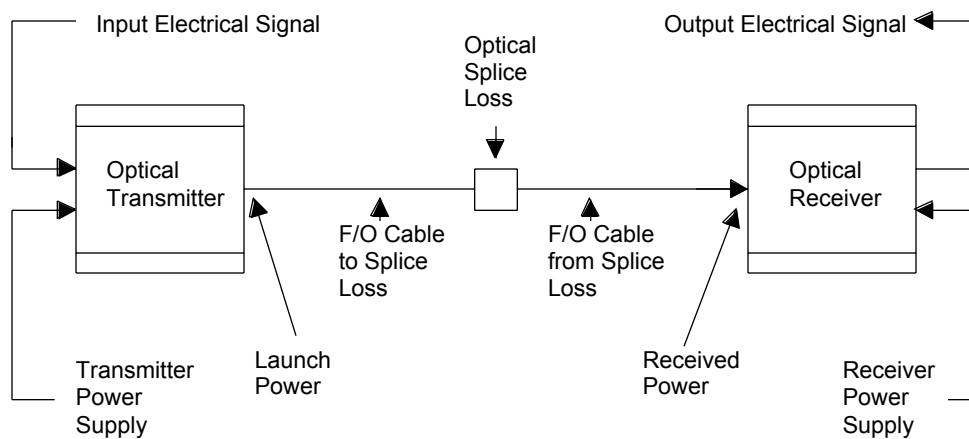 Input Electrical Signal
Output Electrical Signal
Optical
Splice
Loss
Optical
Transmitter
Optical
Receiver
F/O Cable
to Splice
Loss
F/O Cable
from Splice
Loss
Transmitter
Power
Supply
Launch
Power
Received
Power
Receiver
Power
Supply